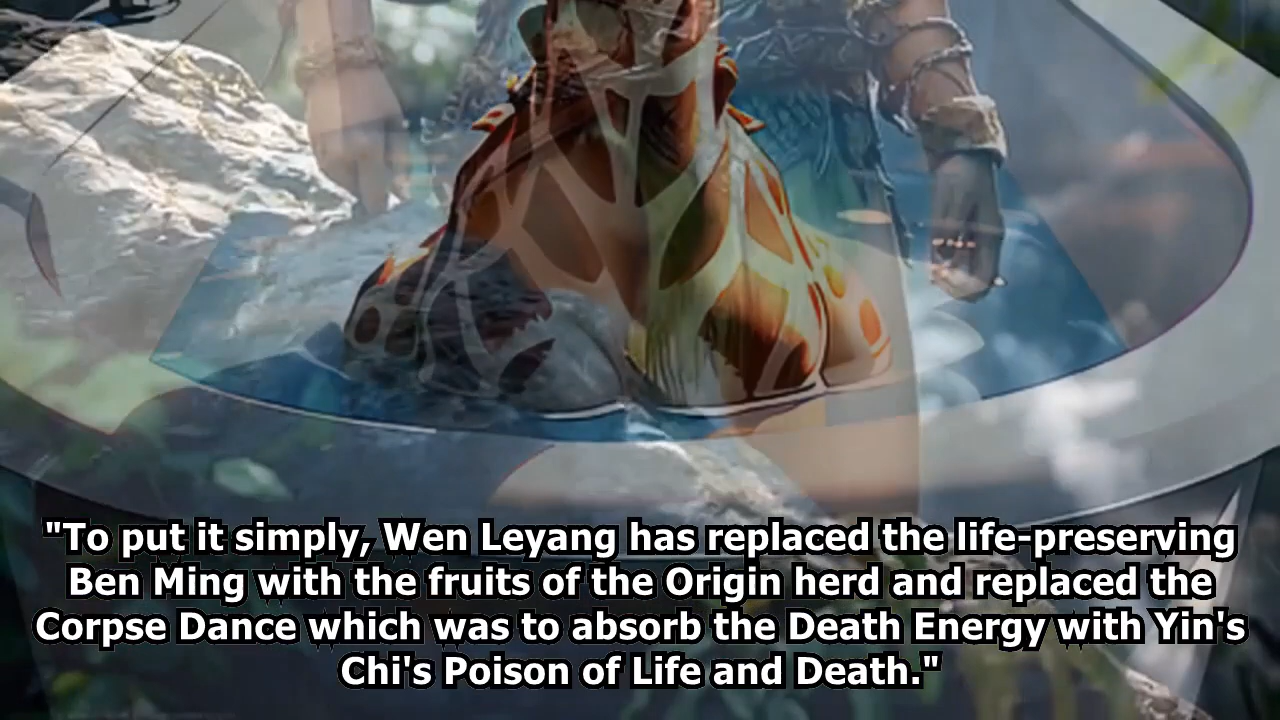 "To put it simply, Wen Leyang has replaced the life-preserving
Ben Ming with the fruits of the Origin herd and replaced the
Corpse Dance which was to absorb the Death Energy with Yin's
Chi's Poison of Life and Death."